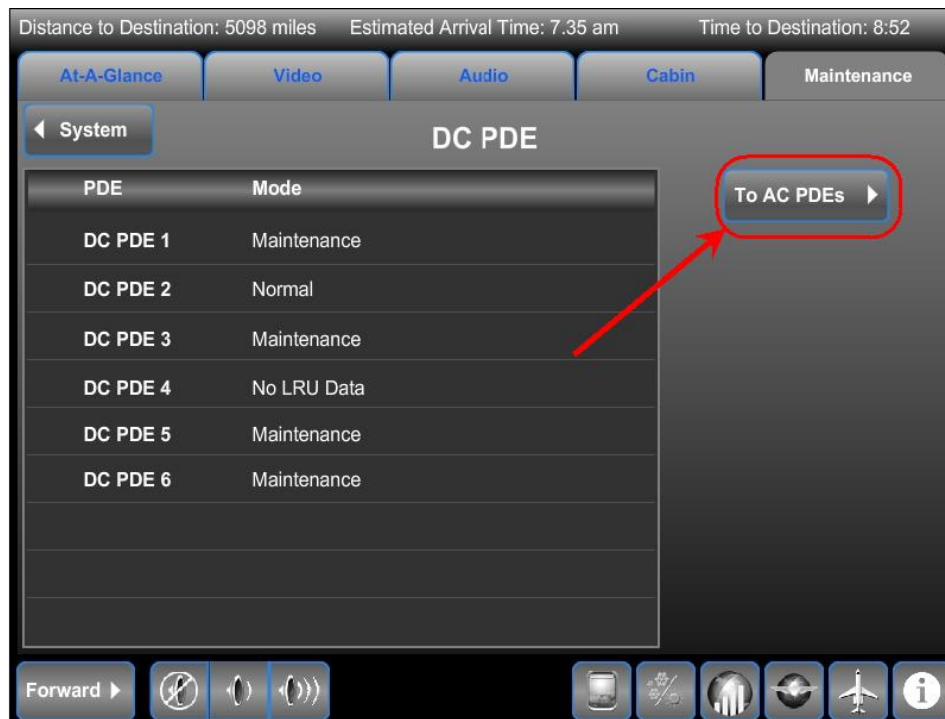 Distance to Destination: 5098 miles Estimated Arrival Time: 7.35 am Time to Destination: 8:52
At-A-Glance Video Audio Cabin Maintenance
System
DC PDE
PDE Mode
To AC PDEs
DC PDE 1 Maintenance
DC PDE 2 Normal
DC PDE 3 Maintenance
DC PDE 4 No LRU Data
DC PDE 5 Maintenance
DC PDE 6 Maintenance
Forward
i